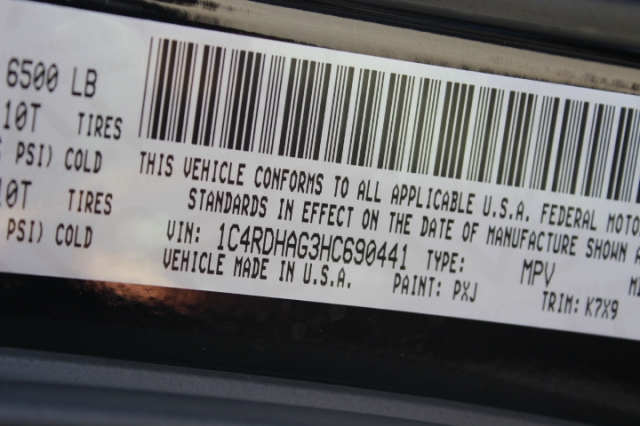 6500 LB
10T TIRES
PSI) COLD
10T TIRES
PSI) COLD
THIS VEHICLE CONFORMS TO ALL APPLICABLE U.S.A. FEDERAL MOTO
STANDARDS IN EFFECT ON THE DATE OF MANUFACTURE SHOWN A
VIN: 1C4RDHAG3HC690441 TYPE: MPV
VEHICLE MADE IN U.S.A. PAINT: PXJ TRIM: K7X9